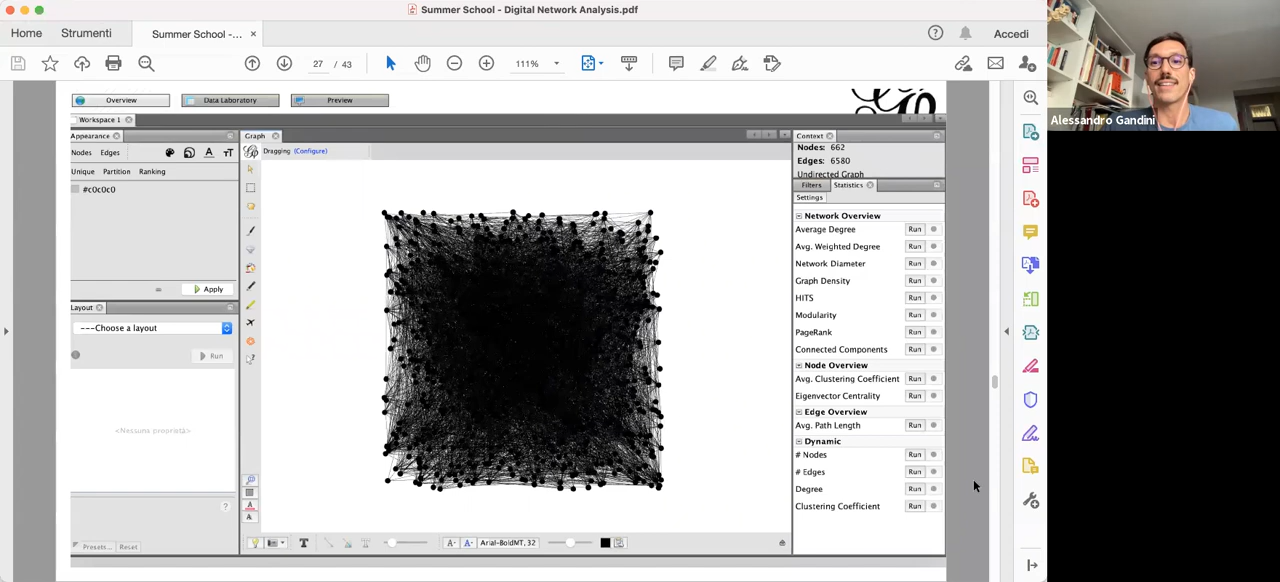 Summer School - Digital Network Analysis.pdf
Home Strumenti Summer School -... × Accedi
27 / 43 111%
Overview Data Laboratory Preview
Workspace 1
Appearance Graph Context
Nodes Edges Dragging (Configure) Nodes: 662
Edges: 6580
Undirected Graph
Unique Partition Ranking
#c0c0c0
Filters Statistics
Settings
Network Overview
Average Degree Run
Avg. Weighted Degree Run
Network Diameter Run
Graph Density Run
HITS Run
Modularity Run
PageRank Run
Connected Components Run
Node Overview
Avg. Clustering Coefficient Run
Eigenvector Centrality Run
Edge Overview
Avg. Path Length Run
Dynamic
# Nodes Run
# Edges Run
Degree Run
Clustering Coefficient Run
Apply
Layout
---Choose a layout
Run
<Nessuna proprietà>
Presets... Reset
Arial-BoldMT, 32
Alessandro Gandini